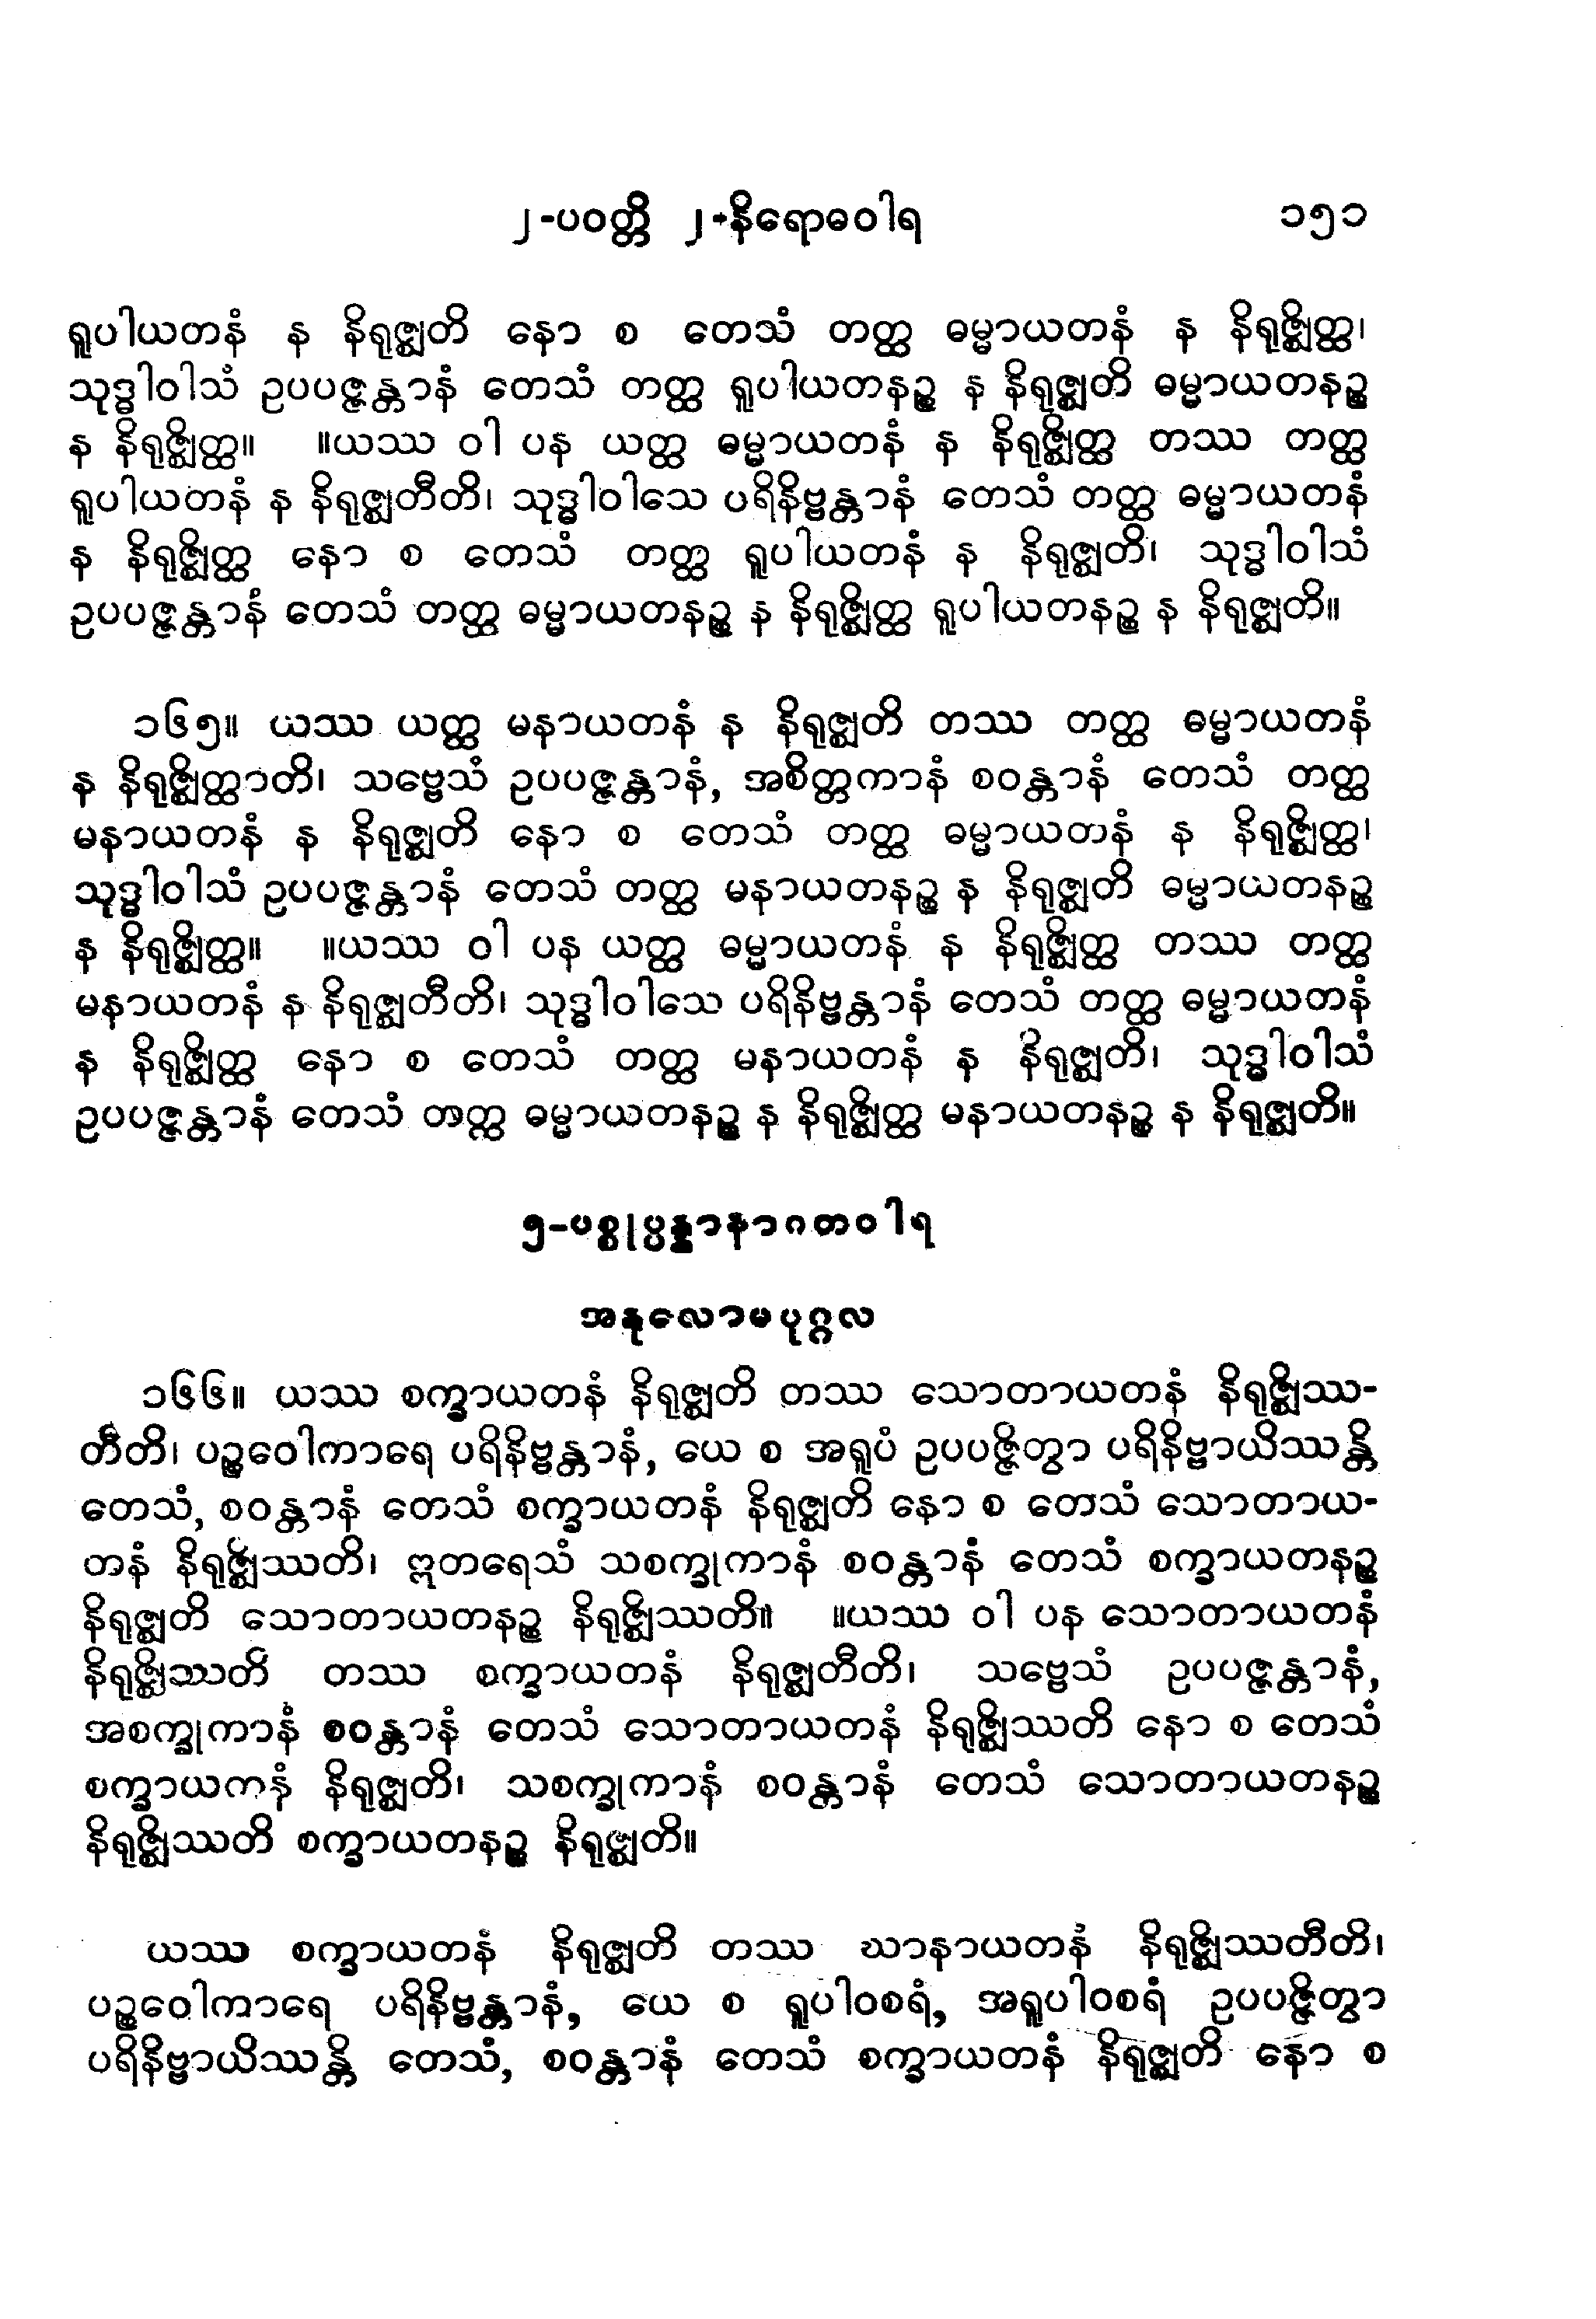 ၂-ပဝတ္တိ ၂-နိရောဓဝါရ ၁၅၁
ရူပါယတနံ န နိရုဇ္ဈတိ နော စ တေသံ တတ္ထ ဓမ္မာယတနံ န နိရုဇ္ဈိတ္ထ၊
သုဒ္ဓါဝါသံ ဥပပဇ္ဇန္တာနံ တေသံ တတ္ထ ရူပါယတနဉ္စ န နိရုဇ္ဈတိ ဓမ္မာယတနဉ္စ
န နိရုဇ္ဈိတ္ထ။ ။ယဿ ဝါ ပန ယတ္ထ ဓမ္မာယတနံ န နိရုဇ္ဈိတ္ထ တဿ တတ္ထ
ရူပါယတနံ န နိရုဇ္ဈတီတိ၊ သုဒ္ဓါဝါသေ ပရိနိဗ္ဗန္တာနံ တေသံ တတ္ထ ဓမ္မာယတနံ
န နိရုဇ္ဈိတ္ထ နော စ တေသံ တတ္ထ ရူပါယတနံ န နိရုဇ္ဈတိ၊ သုဒ္ဓါဝါသံ
ဥပပဇ္ဇန္တာနံ တေသံ တတ္ထ ဓမ္မာယတနဉ္စ န နိရုဇ္ဈိတ္ထ ရူပါယတနဉ္စ န နိရုဇ္ဈတိ။
၁၆၅။ ယဿ ယတ္ထ မနာယတနံ န နိရုဇ္ဈတိ တဿ တတ္ထ ဓမ္မာယတနံ
န နိရုဇ္ဈိတ္ထာတိ၊ သဗ္ဗေသံ ဥပပဇ္ဇန္တာနံ, အစိတ္တကာနံ စဝန္တာနံ တေသံ တတ္ထ
မနာယတနံ န နိရုဇ္ဈတိ နော စ တေသံ တတ္ထ ဓမ္မာယတနံ န နိရုဇ္ဈိတ္ထ၊
သုဒ္ဓါဝါသံ ဥပပဇ္ဇန္တာနံ တေသံ တတ္ထ မနာယတနဉ္စ န နိရုဇ္ဈတိ ဓမ္မာယတနဉ္စ
န နိရုဇ္ဈိတ္ထ။ ။ယဿ ဝါ ပန ယတ္ထ ဓမ္မာယတနံ န နိရုဇ္ဈိတ္ထ တဿ တတ္ထ
မနာယတနံ န နိရုဇ္ဈတီတိ၊ သုဒ္ဓါဝါသေ ပရိနိဗ္ဗန္တာနံ တေသံ တတ္ထ ဓမ္မာယတနံ
န နိရုဇ္ဈိတ္ထ နော စ တေသံ တတ္ထ မနာယတနံ န နိရုဇ္ဈတိ၊ သုဒ္ဓါဝါသံ
ဥပပဇ္ဇန္တာနံ တေသံ တတ္ထ ဓမ္မာယတနဉ္စ န နိရုဇ္ဈိတ္ထ မနာယတနဉ္စ န နိရုဇ္ဈတိ။
၅-ပစ္စုပ္ပန္နာနာဂတဝါရ
အနုလောမပုဂ္ဂလ
၁၆၆။ ယဿ စက္ခာယတနံ နိရုဇ္ဈတိ တဿ သောတာယတနံ နိရုဇ္ဈိဿ-
တီတိ၊ ပဉ္စဝေါကာရေ ပရိနိဗ္ဗန္တာနံ, ယေ စ အရူပံ ဥပပဇ္ဇိတွာ ပရိနိဗ္ဗာယိဿန္တိ
တေသံ, စဝန္တာနံ တေသံ စက္ခာယတနံ နိရုဇ္ဈတိ နော စ တေသံ သောတာယ-
တနံ နိရုဇ္ဈိဿတိ၊ ဣတရေသံ သစက္ခုကာနံ စဝန္တာနံ တေသံ စက္ခာယတနဉ္စ
နိရုဇ္ဈတိ သောတာယတနဉ္စ နိရုဇ္ဈိဿတိ။ ။ယဿ ဝါ ပန သောတာယတနံ
နိရုဇ္ဈိဿတိ တဿ စက္ခာယတနံ နိရုဇ္ဈတီတိ၊ သဗ္ဗေသံ ဥပပဇ္ဇန္တာနံ,
အစက္ခုကာနံ စဝန္တာနံ တေသံ သောတာယတနံ နိရုဇ္ဈိဿတိ နော စ တေသံ
စက္ခာယတနံ နိရုဇ္ဈတိ၊ သစက္ခုကာနံ စဝန္တာနံ တေသံ သောတာယတနဉ္စ
နိရုဇ္ဈိဿတိ စက္ခာယတနဉ္စ နိရုဇ္ဈတိ။
ယဿ စက္ခာယတနံ နိရုဇ္ဈတိ တဿ ဃာနာယတနံ နိရုဇ္ဈိဿတီတိ၊
ပဉ္စဝေါကာရေ ပရိနိဗ္ဗန္တာနံ, ယေ စ ရူပါဝစရံ, အရူပါဝစရံ ဥပပဇ္ဇိတွာ
ပရိနိဗ္ဗာယိဿန္တိ တေသံ, စဝန္တာနံ တေသံ စက္ခာယတနံ နိရုဇ္ဈတိ နော စ